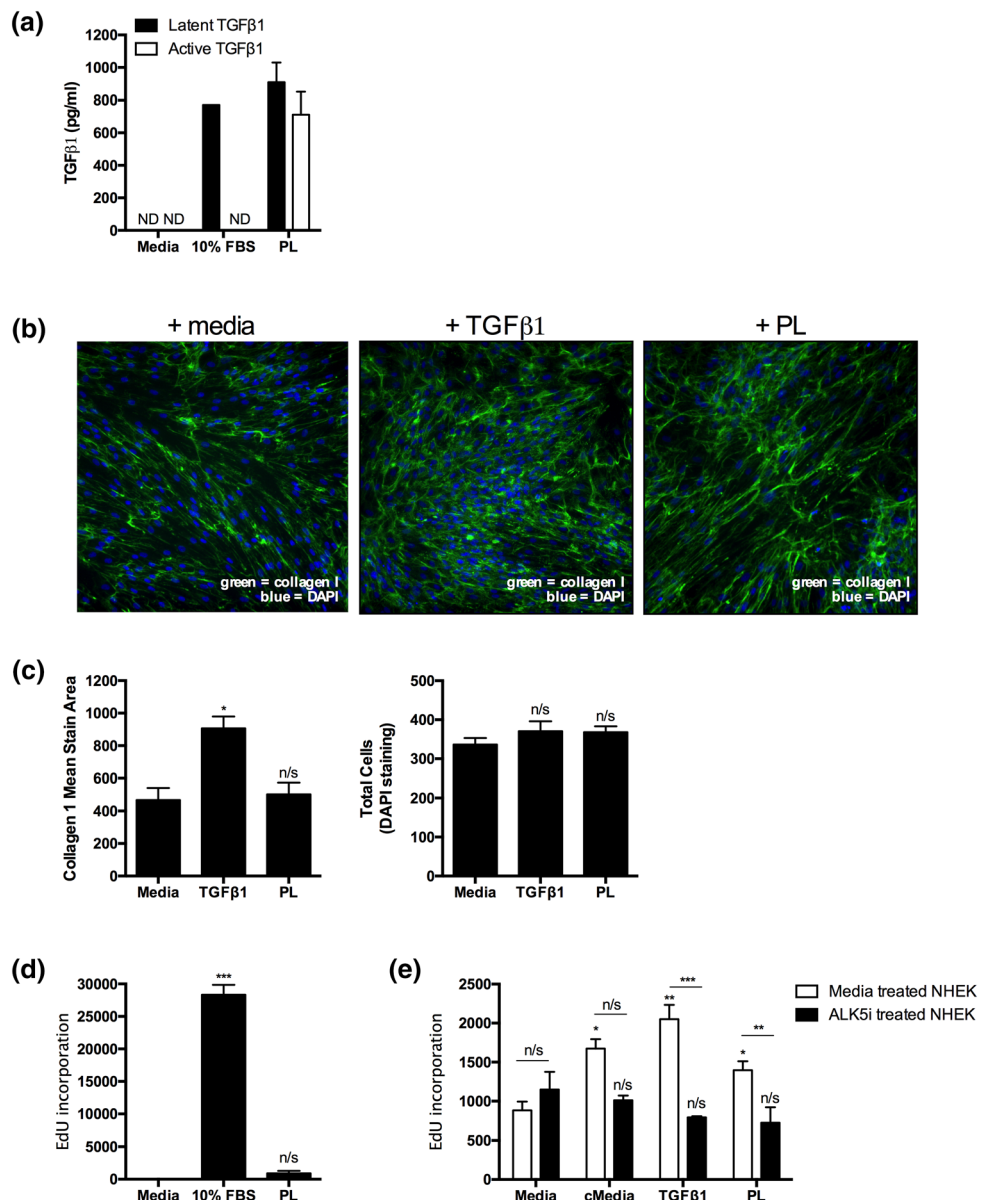 (a)
Latent TGFβ1
Active TGFβ1
TGFβ1 (pg/ml)
1200
1000
800
600
400
200
0
ND ND
ND
Media 10% FBS PL
(b)
+ media
+ TGFβ1
+ PL
green = collagen I
blue = DAPI
green = collagen I
blue = DAPI
green = collagen I
blue = DAPI
(c)
Collagen 1 Mean Stain Area
1200
1000
800
600
400
200
0
*
n/s
Media TGFβ1 PL
Total Cells
(DAPI staining)
500
400
300
200
100
0
n/s
n/s
Media TGFβ1 PL
(d)
EdU incorporation
30000
25000
20000
15000
10000
5000
0
***
n/s
Media 10% FBS PL
(e)
EdU incorporation
2500
2000
1500
1000
500
0
n/s
*
n/s
n/s
**
***
n/s
*
**
n/s
Media cMedia TGFβ1 PL
Media treated NHEK
ALK5i treated NHEK